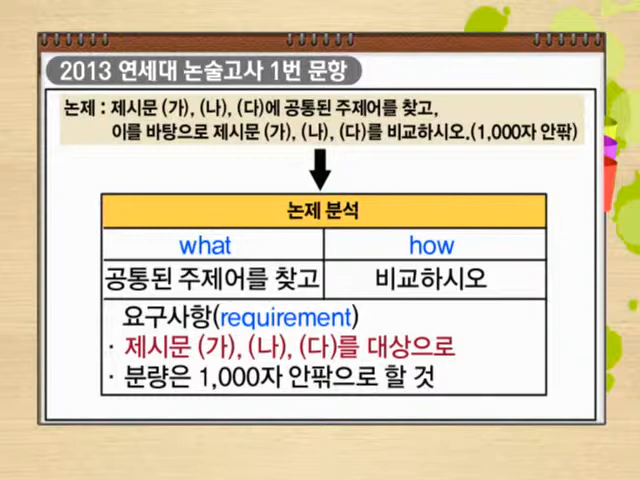 2013 연세대 논술고사 1번 문항
논제 : 제시문 (가), (나), (다)에 공통된 주제어를 찾고,
이를 바탕으로 제시문 (가), (나), (다)를 비교하시오.(1,000자 안팎)
논제 분석
what
how
공통된 주제어를 찾고
비교하시오
요구사항(requirement)
· 제시문 (가), (나), (다)를 대상으로
· 분량은 1,000자 안팎으로 할 것